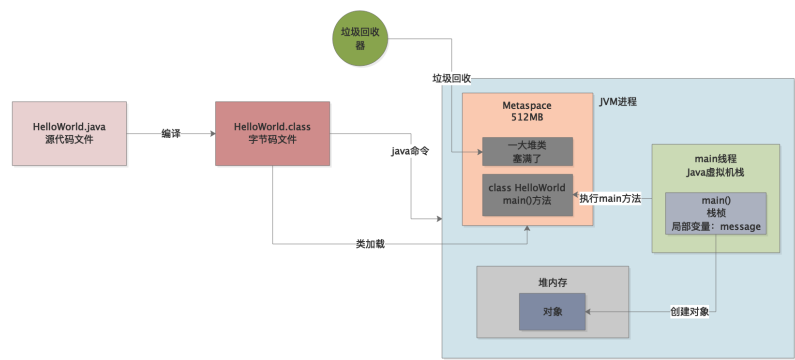 垃圾回收
器
垃圾回收
Metaspace
512MB
JVM进程
HelloWorld.java
源代码文件
编译
HelloWorld.class
字节码文件
java命令
一大堆类
塞满了
class HelloWorld
main()方法
执行main方法
main线程
Java虚拟机栈
main()
栈桢
局部变量：message
类加载
堆内存
对象
创建对象